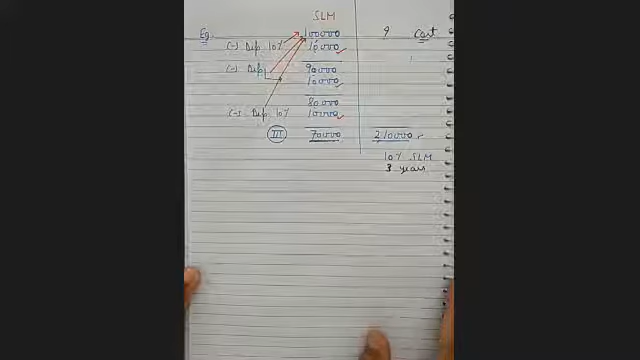 SLM
Eg. 100000 ? Cost
(-) Dep. 10% 10000
90000
(-) Dep. 10000
80000
(-) Dep. 10% 10000
III 70000 210000
10% SLM
3 years